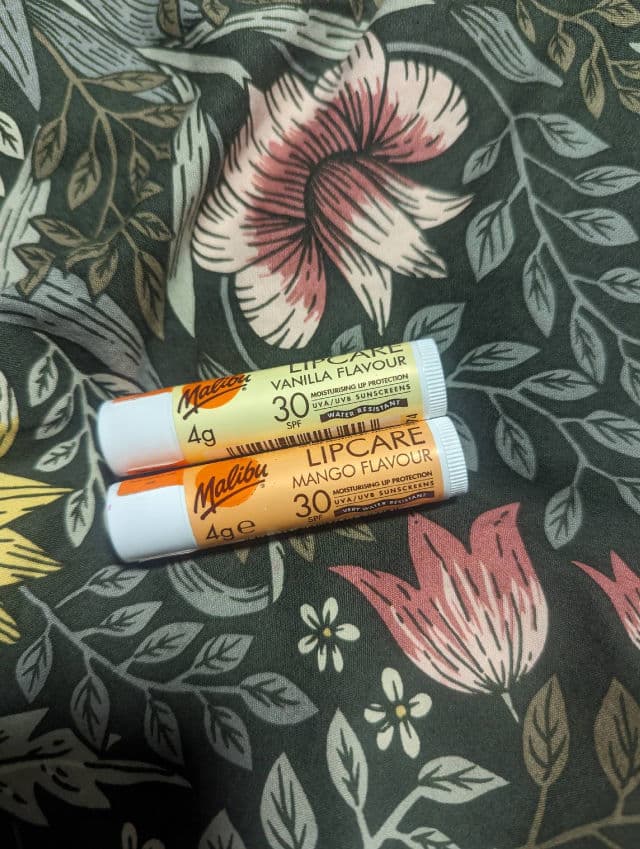 LIPCARE
VANILLA FLAVOUR
Malibu
30
SPF
MOISTURISING LIP PROTECTION
UVA/UVB SUNSCREENS
WATER RESISTANT
4g
LIPCARE
MANGO FLAVOUR
Malibu
30
SPF
MOISTURISING LIP PROTECTION
UVA/UVB SUNSCREENS
VERY WATER RESISTANT
4g e